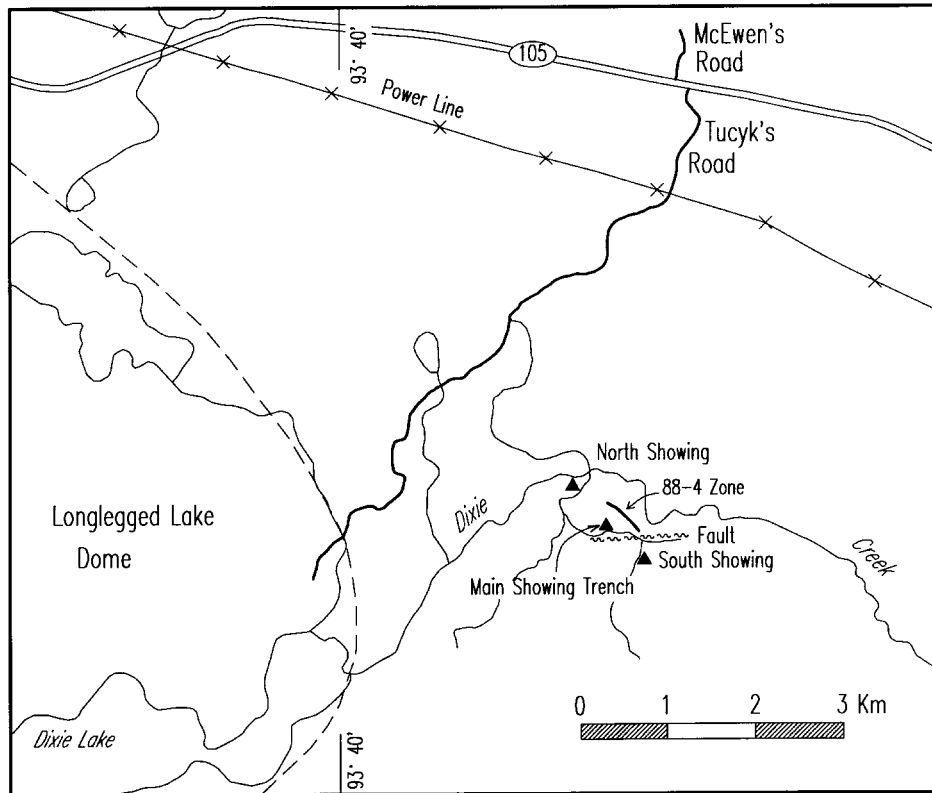 McEwen's
Road
105
93° 40'
Power Line
Tucyk's
Road
North Showing
88-4 Zone
Dixie
Longlegged Lake
Dome
Fault
South Showing
Creek
Main Showing Trench
0 1 2 3 Km
Dixie Lake
93° 40'